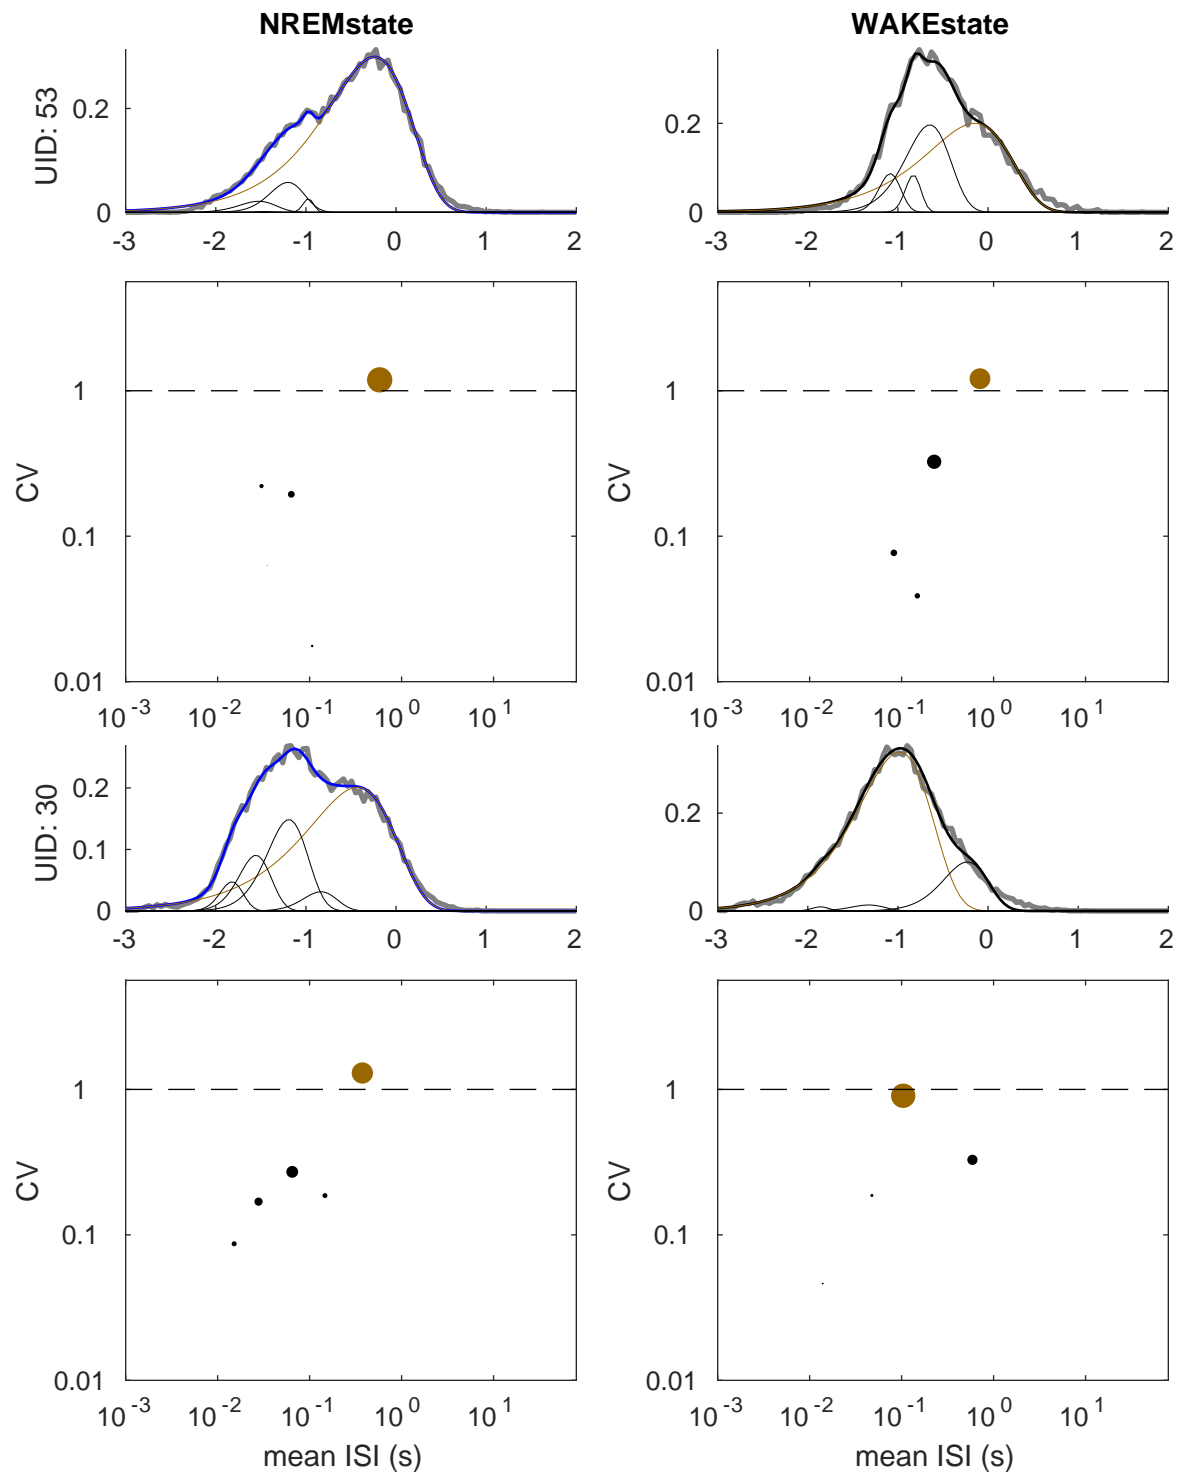 NREMstate WAKEstate
UID: 53
0.2 0.2
0 0
-3 -2 -1 0 1 2 -3 -2 -1 0 1 2
CV CV
1 1
0.1 0.1
0.01 0.01
10^-3 10^-2 10^-1 10^0 10^1 10^-3 10^-2 10^-1 10^0 10^1
UID: 30
0.2 0.2
0.1
0 0
-3 -2 -1 0 1 2 -3 -2 -1 0 1 2
CV CV
1 1
0.1 0.1
0.01 0.01
10^-3 10^-2 10^-1 10^0 10^1 10^-3 10^-2 10^-1 10^0 10^1
mean ISI (s) mean ISI (s)